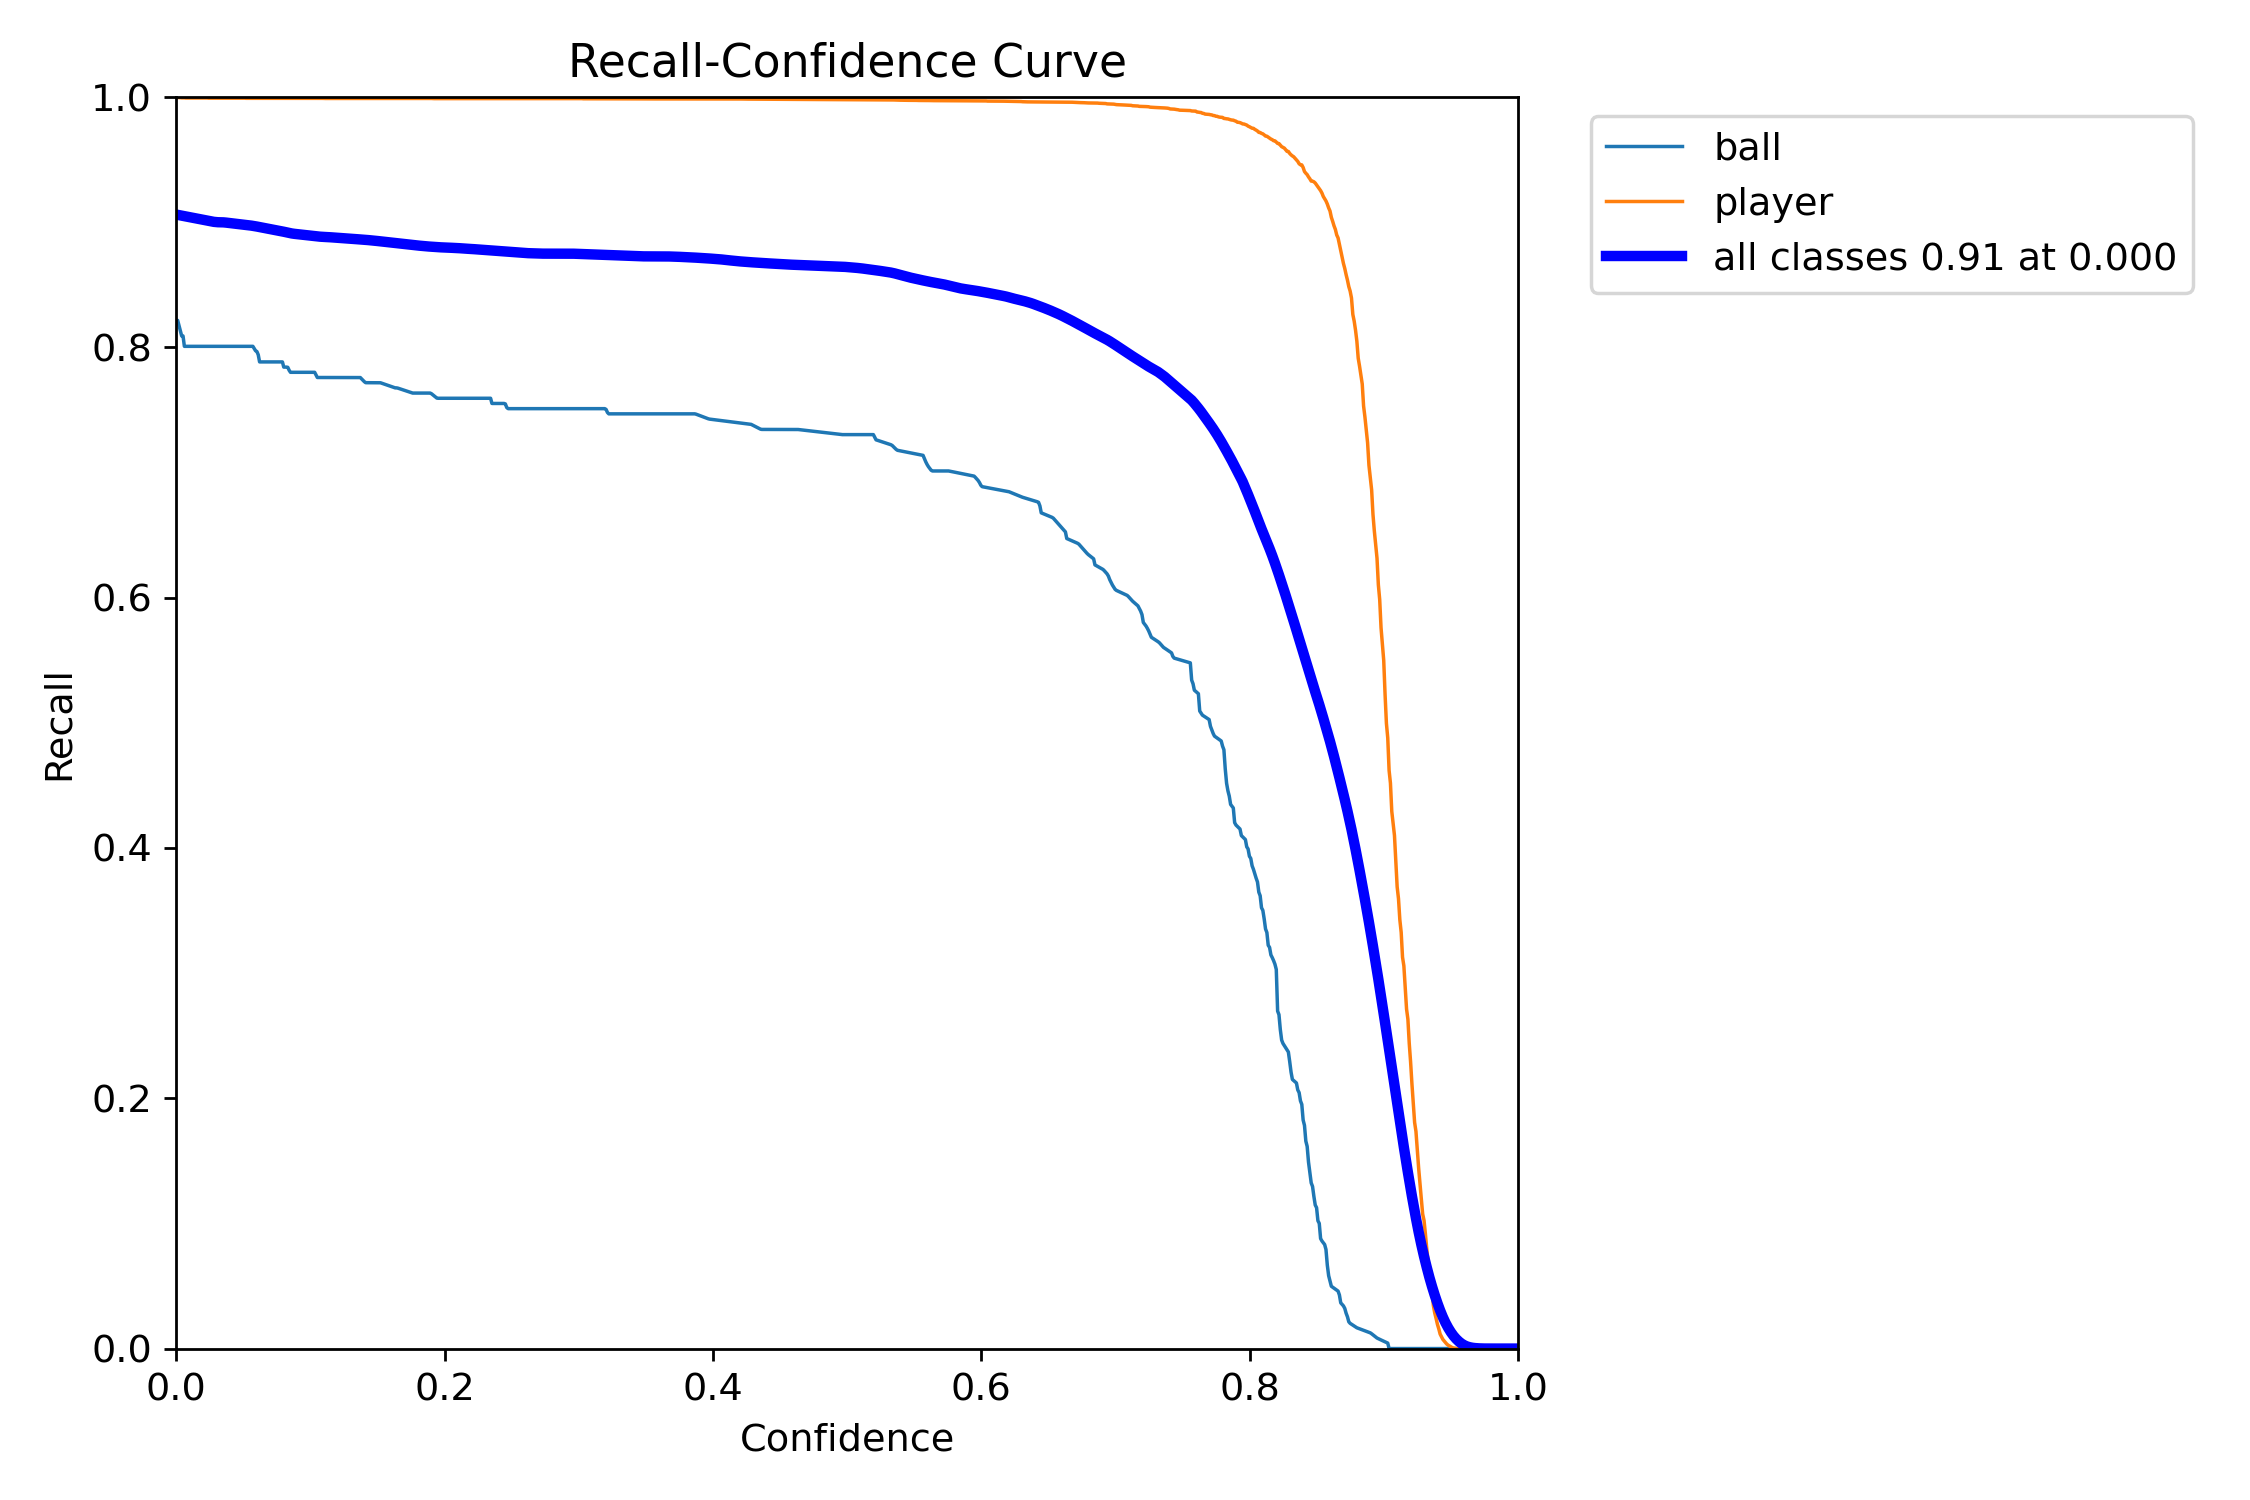 Recall-Confidence Curve
1.0
0.8
0.6
0.4
0.2
0.0
Recall
0.0 0.2 0.4 0.6 0.8 1.0
Confidence
ball
player
all classes 0.91 at 0.000